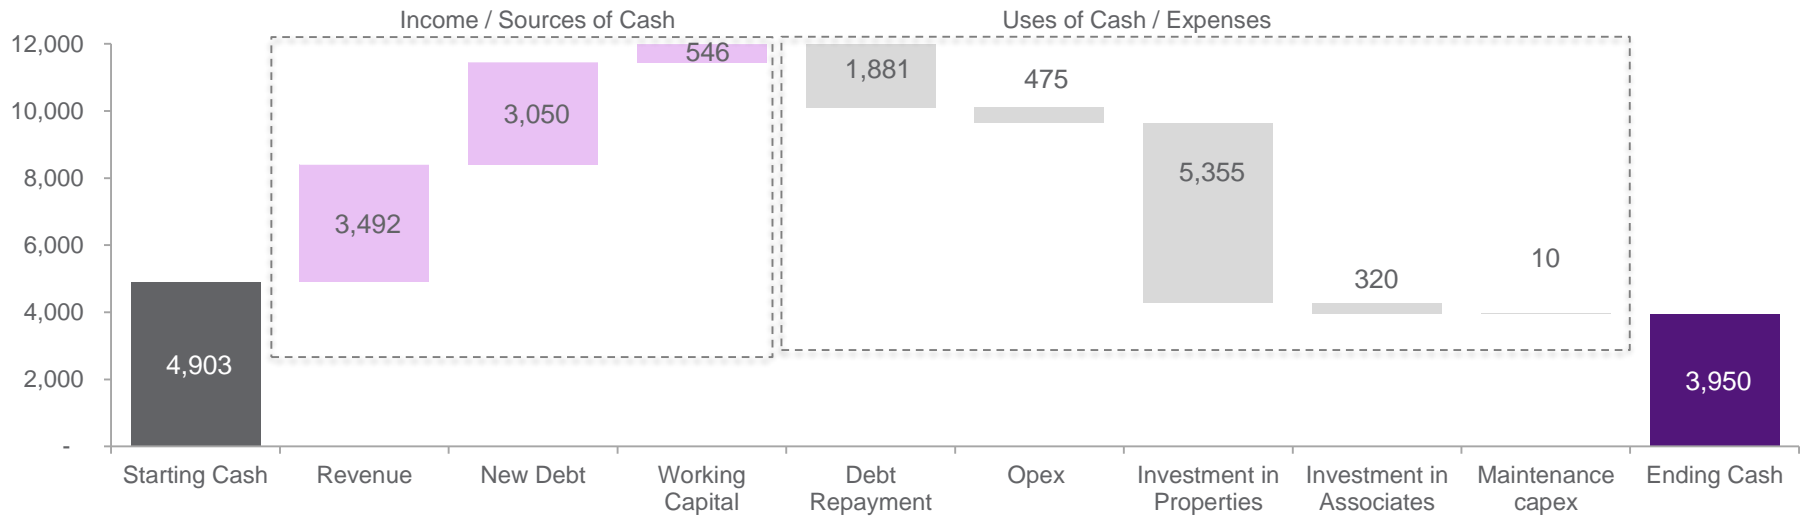 Income / Sources of Cash
Uses of Cash / Expenses
12,000
10,000
8,000
6,000
4,000
2,000
-
4,903
3,492
3,050
546
1,881
475
5,355
320
10
3,950
Starting Cash
Revenue
New Debt
Working
Capital
Debt
Repayment
Opex
Investment in
Properties
Investment in
Associates
Maintenance
capex
Ending Cash